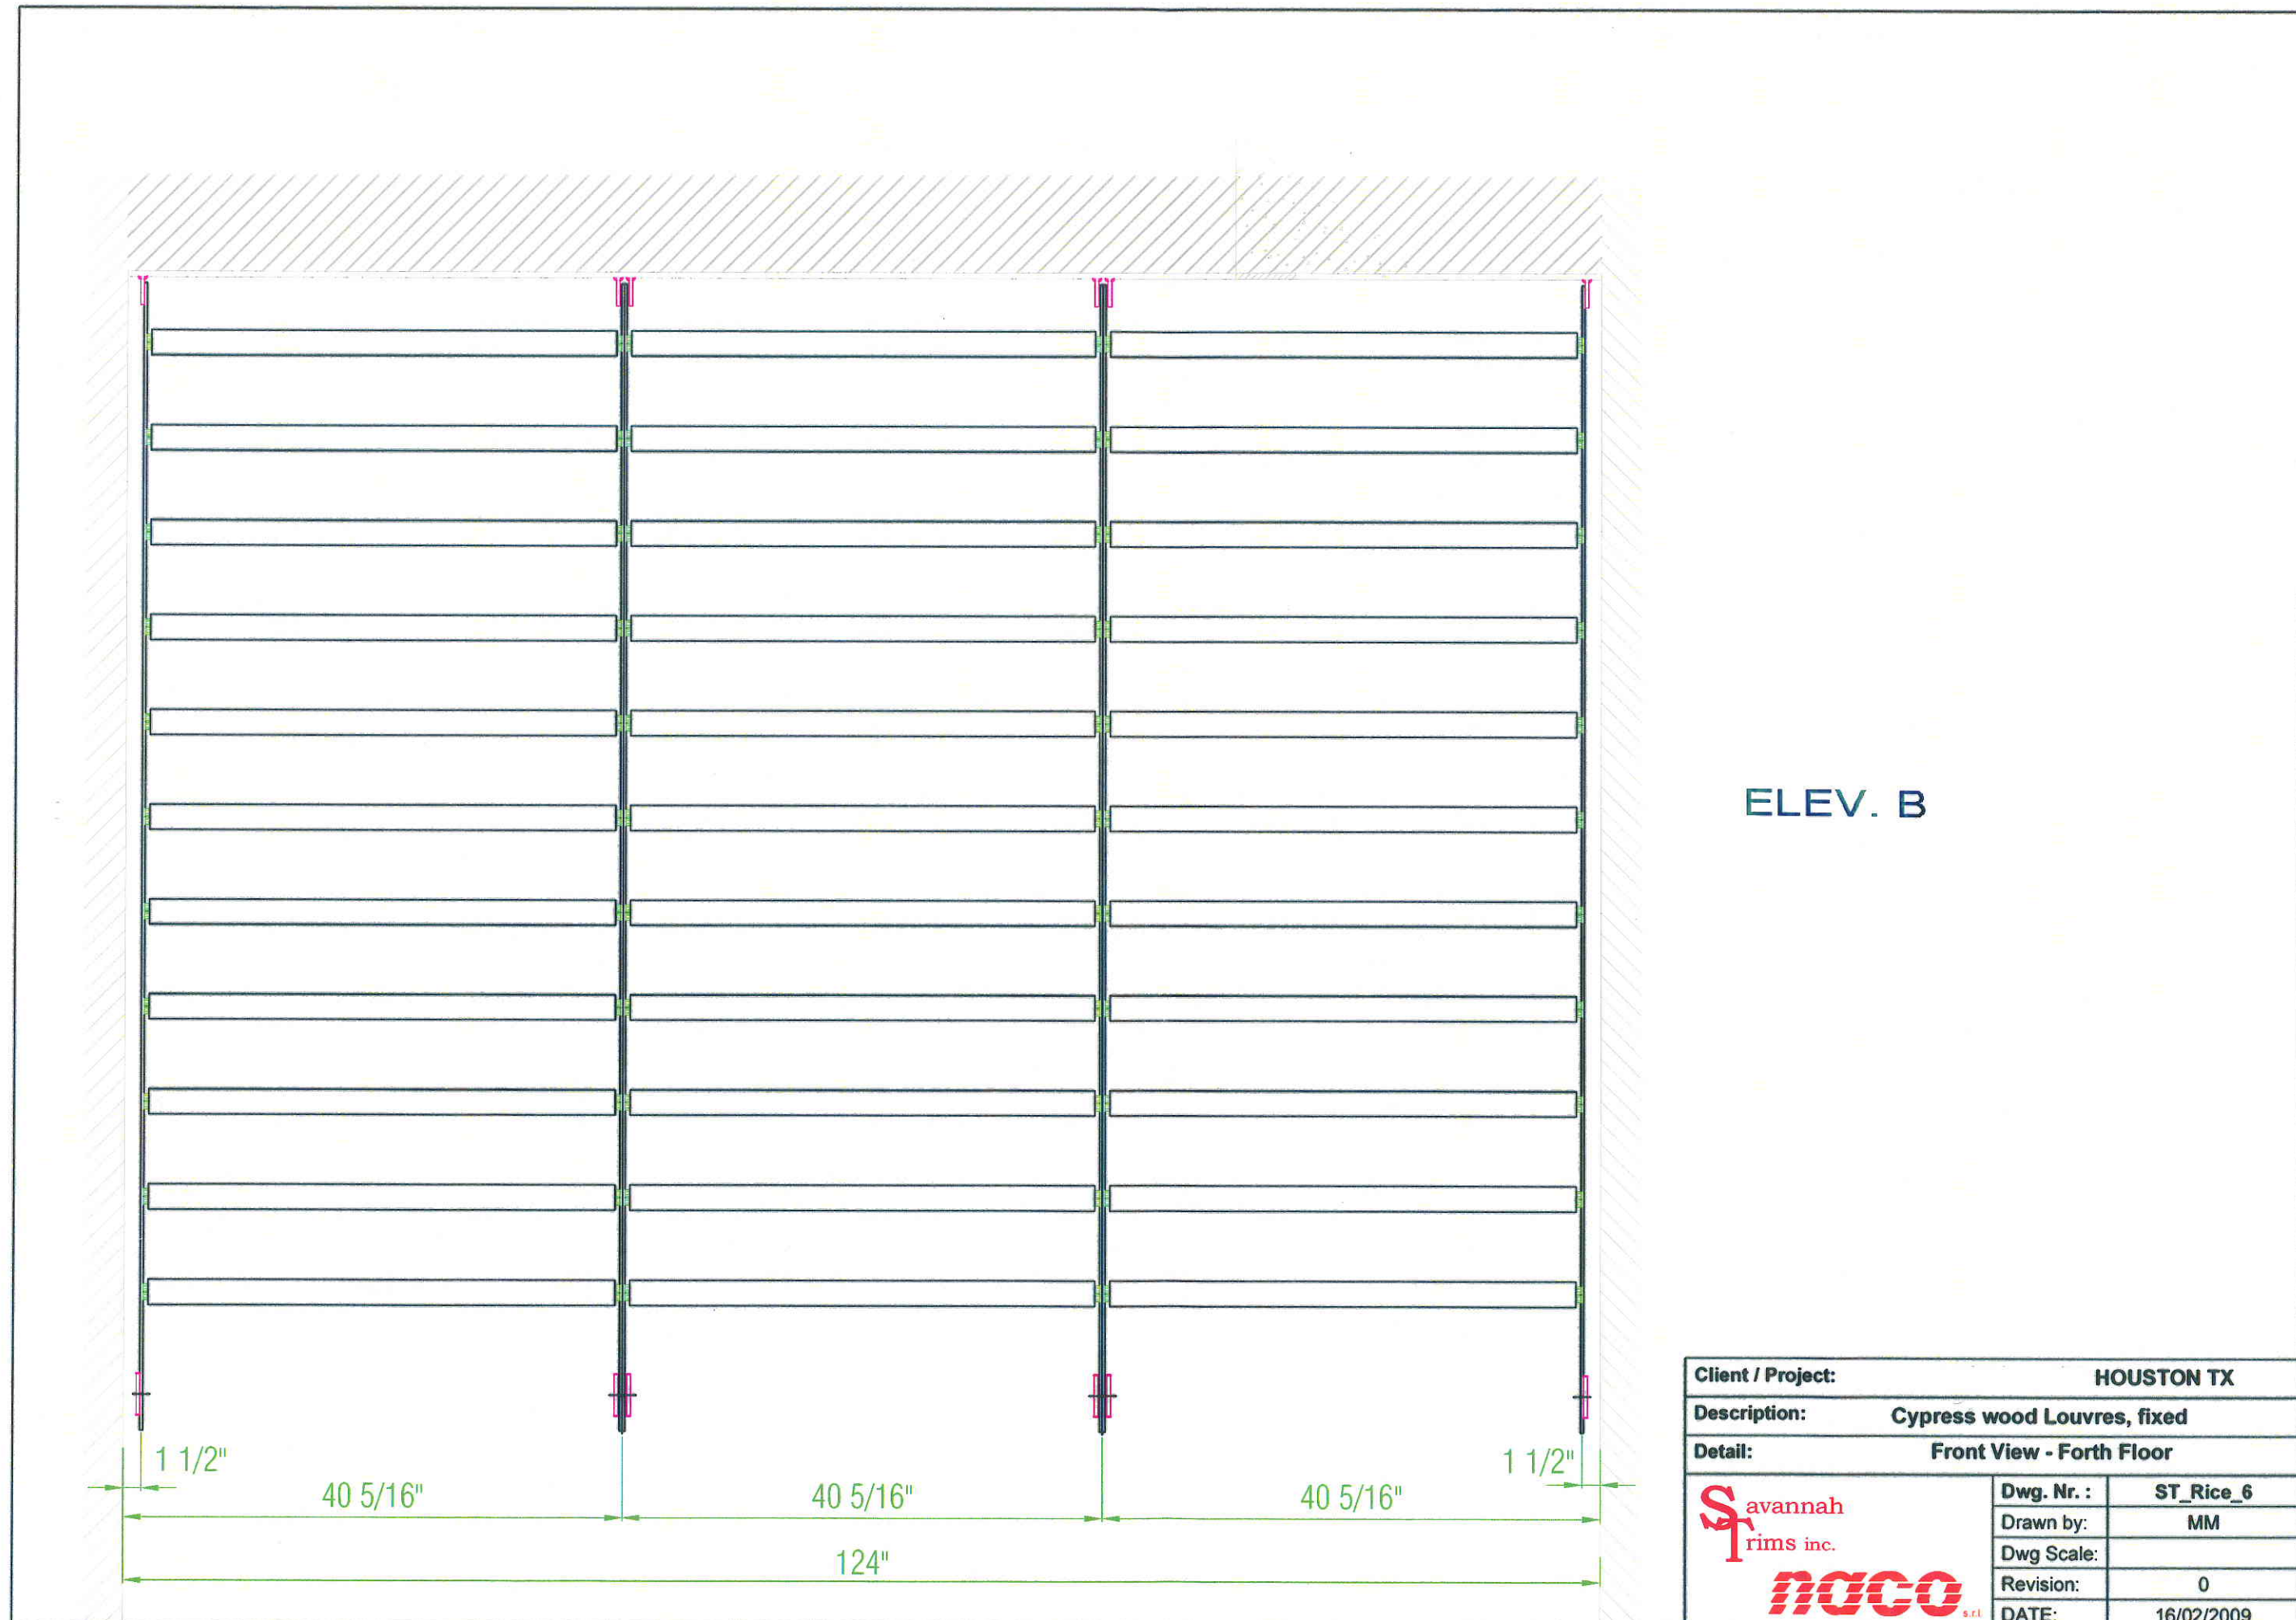 ELEV. B
1 1/2"
1 1/2"
40 5/16"
40 5/16"
40 5/16"
124"
Client / Project: HOUSTON TX
Description: Cypress wood Louvres, fixed
Detail: Front View - Forth Floor
Savannah
Trims inc.
naco s.r.l.
Dwg. Nr. : ST_Rice_6
Drawn by: MM
Dwg Scale:
Revision: 0
DATE: 16/02/2009